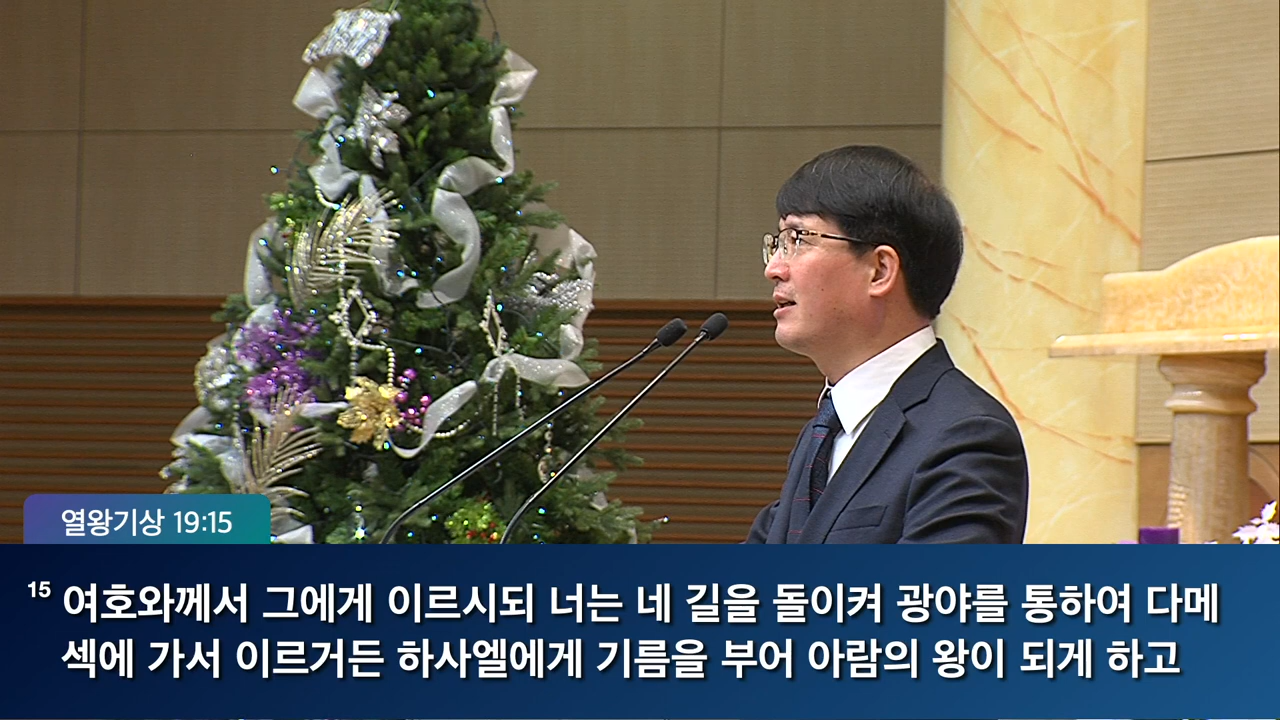 열왕기상 19:15
15 여호와께서 그에게 이르시되 너는 네 길을 돌이켜 광야를 통하여 다메
섹에 가서 이르거든 하사엘에게 기름을 부어 아람의 왕이 되게 하고